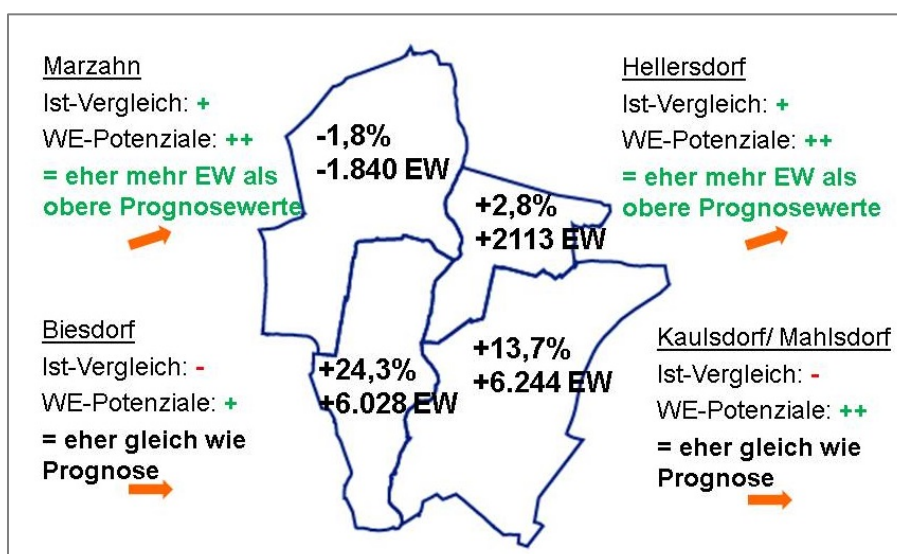 Marzahn
Ist-Vergleich: +
WE-Potenziale: ++
= eher mehr EW als
obere Prognosewerte
-1,8%
-1.840 EW
Hellersdorf
Ist-Vergleich: +
WE-Potenziale: ++
= eher mehr EW als
obere Prognosewerte
+2,8%
+2113 EW
Biesdorf
Ist-Vergleich: -
WE-Potenziale: +
= eher gleich wie
Prognose
+24,3%
+6.028 EW
+13,7%
+6.244 EW
Kaulsdorf/ Mahlsdorf
Ist-Vergleich: -
WE-Potenziale: ++
= eher gleich wie
Prognose